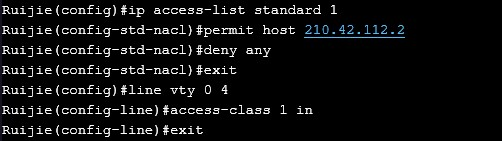 Ruijie(config)#ip access-list standard 1
Ruijie(config-std-nacl)#permit host 210.42.112.2
Ruijie(config-std-nacl)#deny any
Ruijie(config-std-nacl)#exit
Ruijie(config)#line vty 0 4
Ruijie(config-line)#access-class 1 in
Ruijie(config-line)#exit